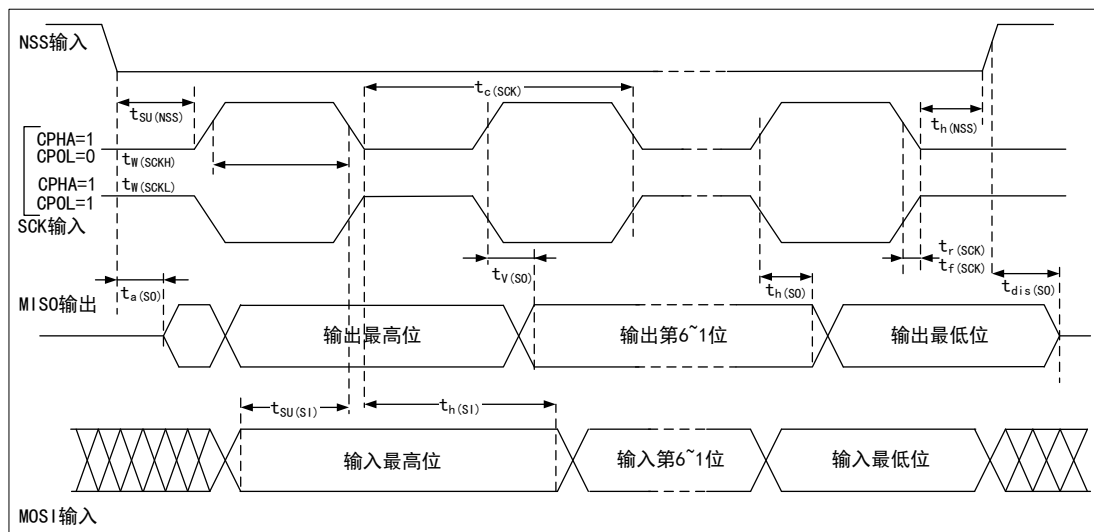 NSS输入
tSU(NSS)
tc(SCK)
th(NSS)
CPHA=1
CPOL=0
tW(SCKH)
CPHA=1
tW(SCKL)
CPOL=1
SCK输入
ta(SO)
tV(SO)
th(SO)
tr(SCK)
tf(SCK)
tdis(SO)
MISO输出
输出最高位
输出第6~1位
输出最低位
tSU(SI)
th(SI)
输入最高位
输入第6~1位
输入最低位
MOSI输入